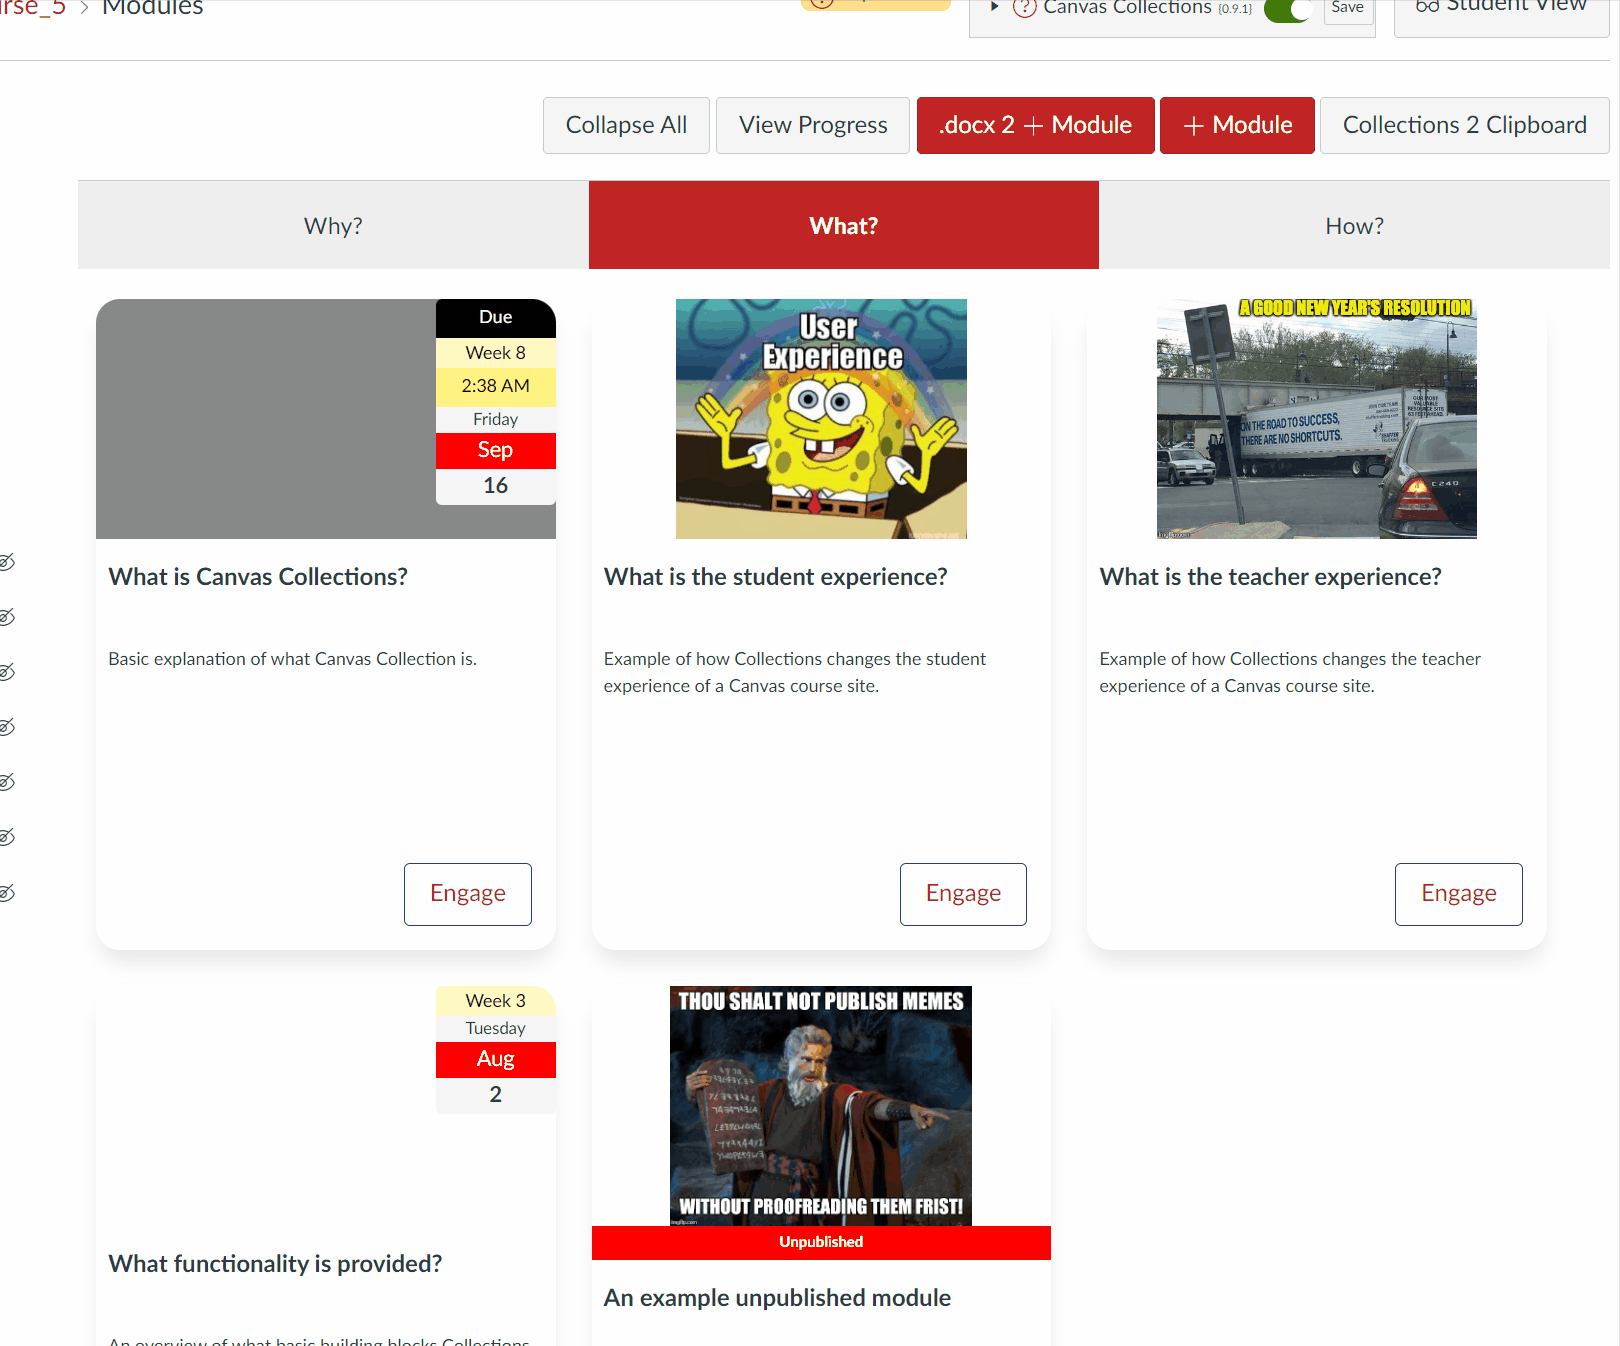 rse_5 > Modules
Canvas Collections {0.9.1}
Save
Student View
Collapse All
View Progress
.docx 2 + Module
+ Module
Collections 2 Clipboard
Why?
What?
How?
Due
Week 8
2:38 AM
Friday
Sep
16
User
Experience
A GOOD NEW YEAR'S RESOLUTION
ON THE ROAD TO SUCCESS,
THERE ARE NO SHORTCUTS.
C240
What is Canvas Collections?
What is the student experience?
What is the teacher experience?
Basic explanation of what Canvas Collection is.
Example of how Collections changes the student
experience of a Canvas course site.
Example of how Collections changes the teacher
experience of a Canvas course site.
Engage
Engage
Engage
Week 3
Tuesday
Aug
2
THOU SHALT NOT PUBLISH MEMES
WITHOUT PROOFREADING THEM FRIST!
imgflip.com
Unpublished
What functionality is provided?
An example unpublished module
An overview of what basic building blocks Collections